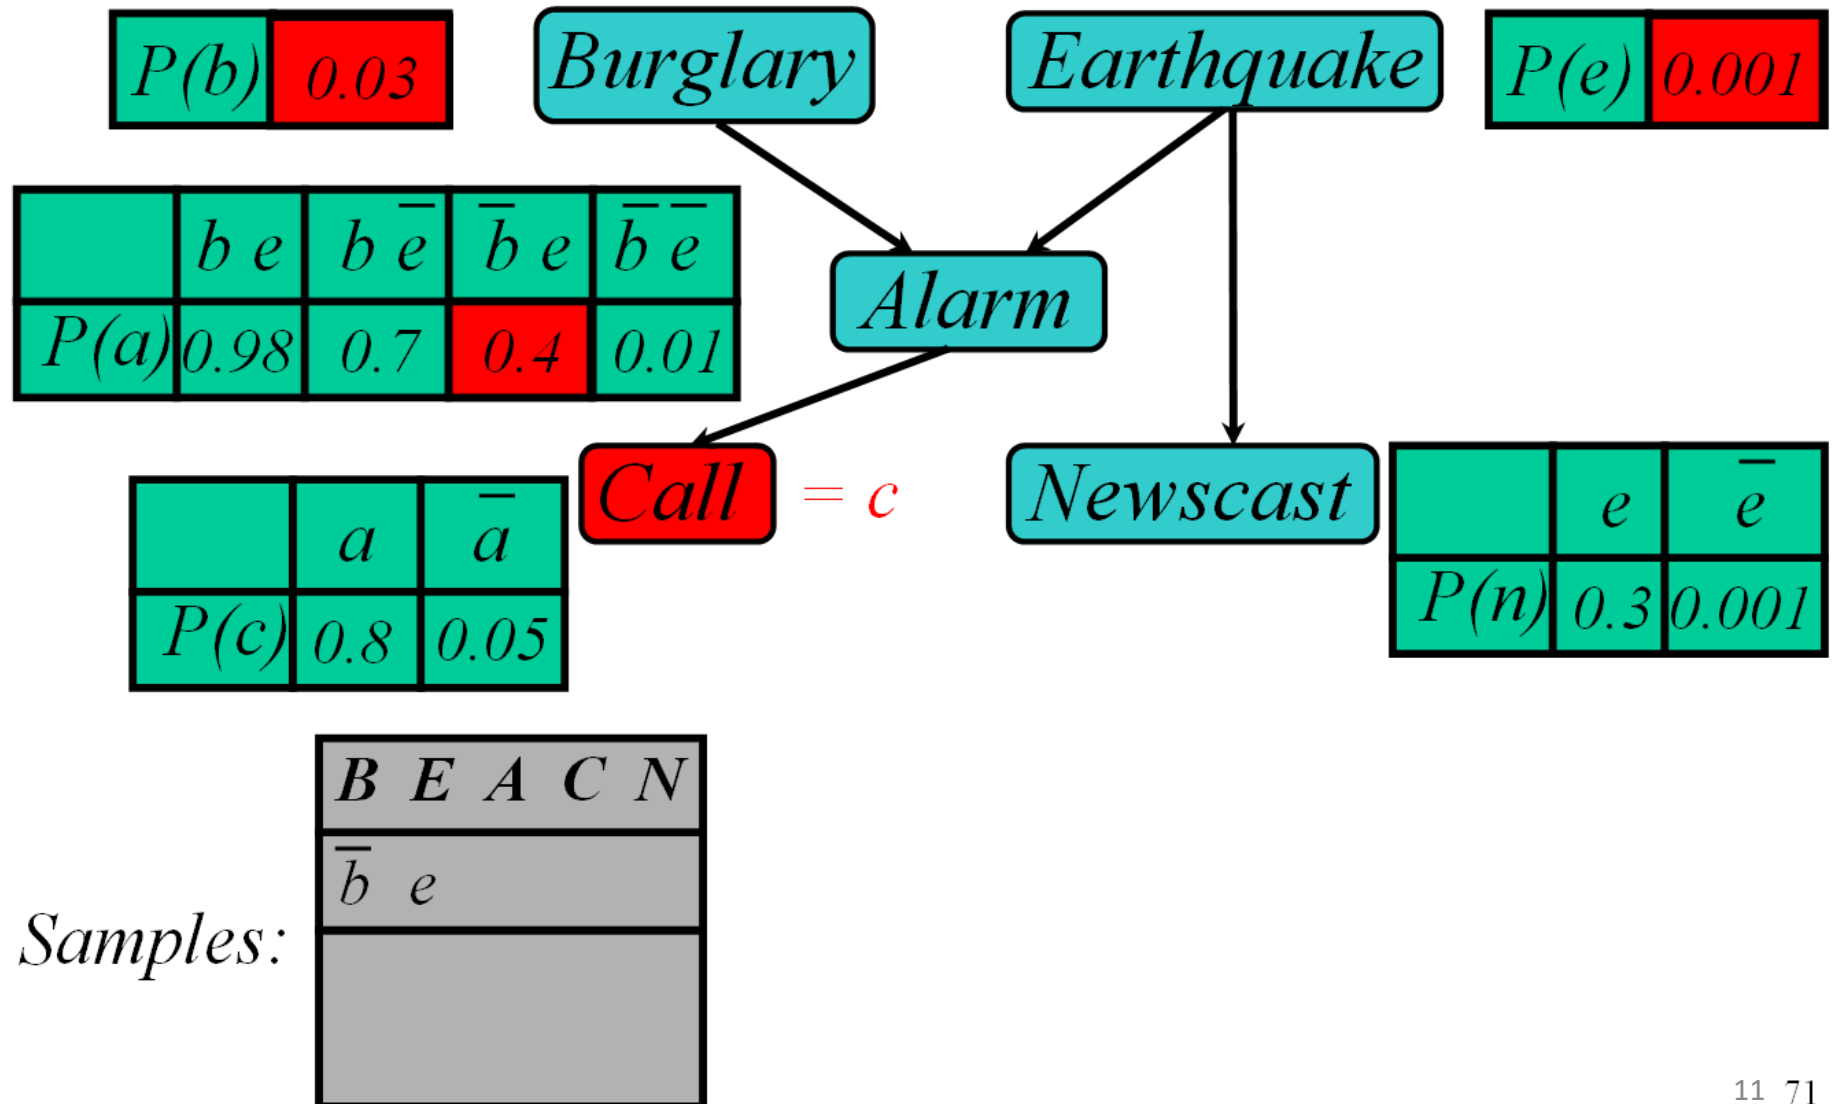 P(b) 0.03
Burglary
Earthquake
P(e) 0.001
b e b e̅ b̅ e b̅ e̅
P(a) 0.98 0.7 0.4 0.01
Alarm
Call = c
Newscast
a a̅
P(c) 0.8 0.05
e e̅
P(n) 0.3 0.001
B E A C N
b̅ e
Samples:
11 71